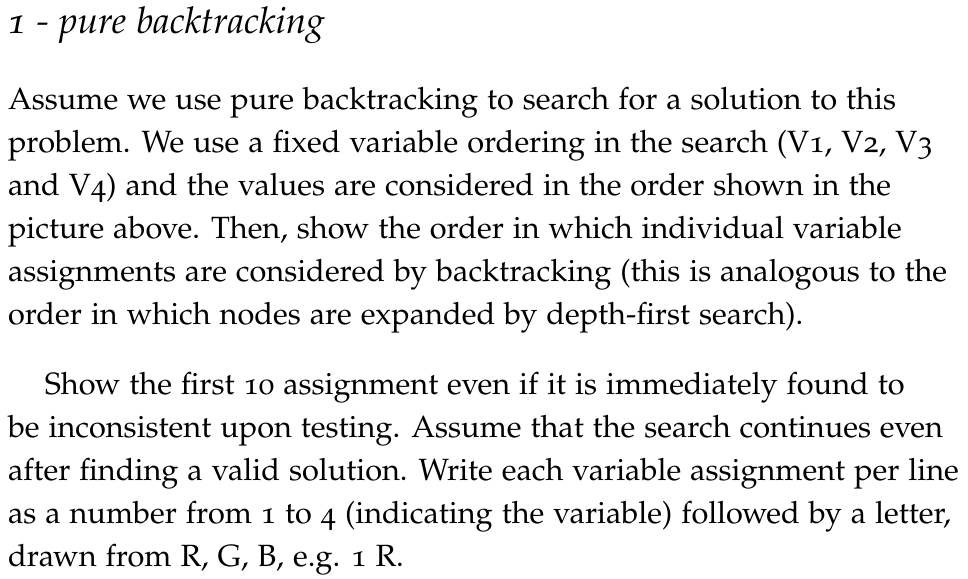 1 - pure backtracking
Assume we use pure backtracking to search for a solution to this
problem. We use a fixed variable ordering in the search (V1, V2, V3
and V4) and the values are considered in the order shown in the
picture above. Then, show the order in which individual variable
assignments are considered by backtracking (this is analogous to the
order in which nodes are expanded by depth-first search).
Show the first 10 assignment even if it is immediately found to
be inconsistent upon testing. Assume that the search continues even
after finding a valid solution. Write each variable assignment per line
as a number from 1 to 4 (indicating the variable) followed by a letter,
drawn from R, G, B, e.g. 1 R.